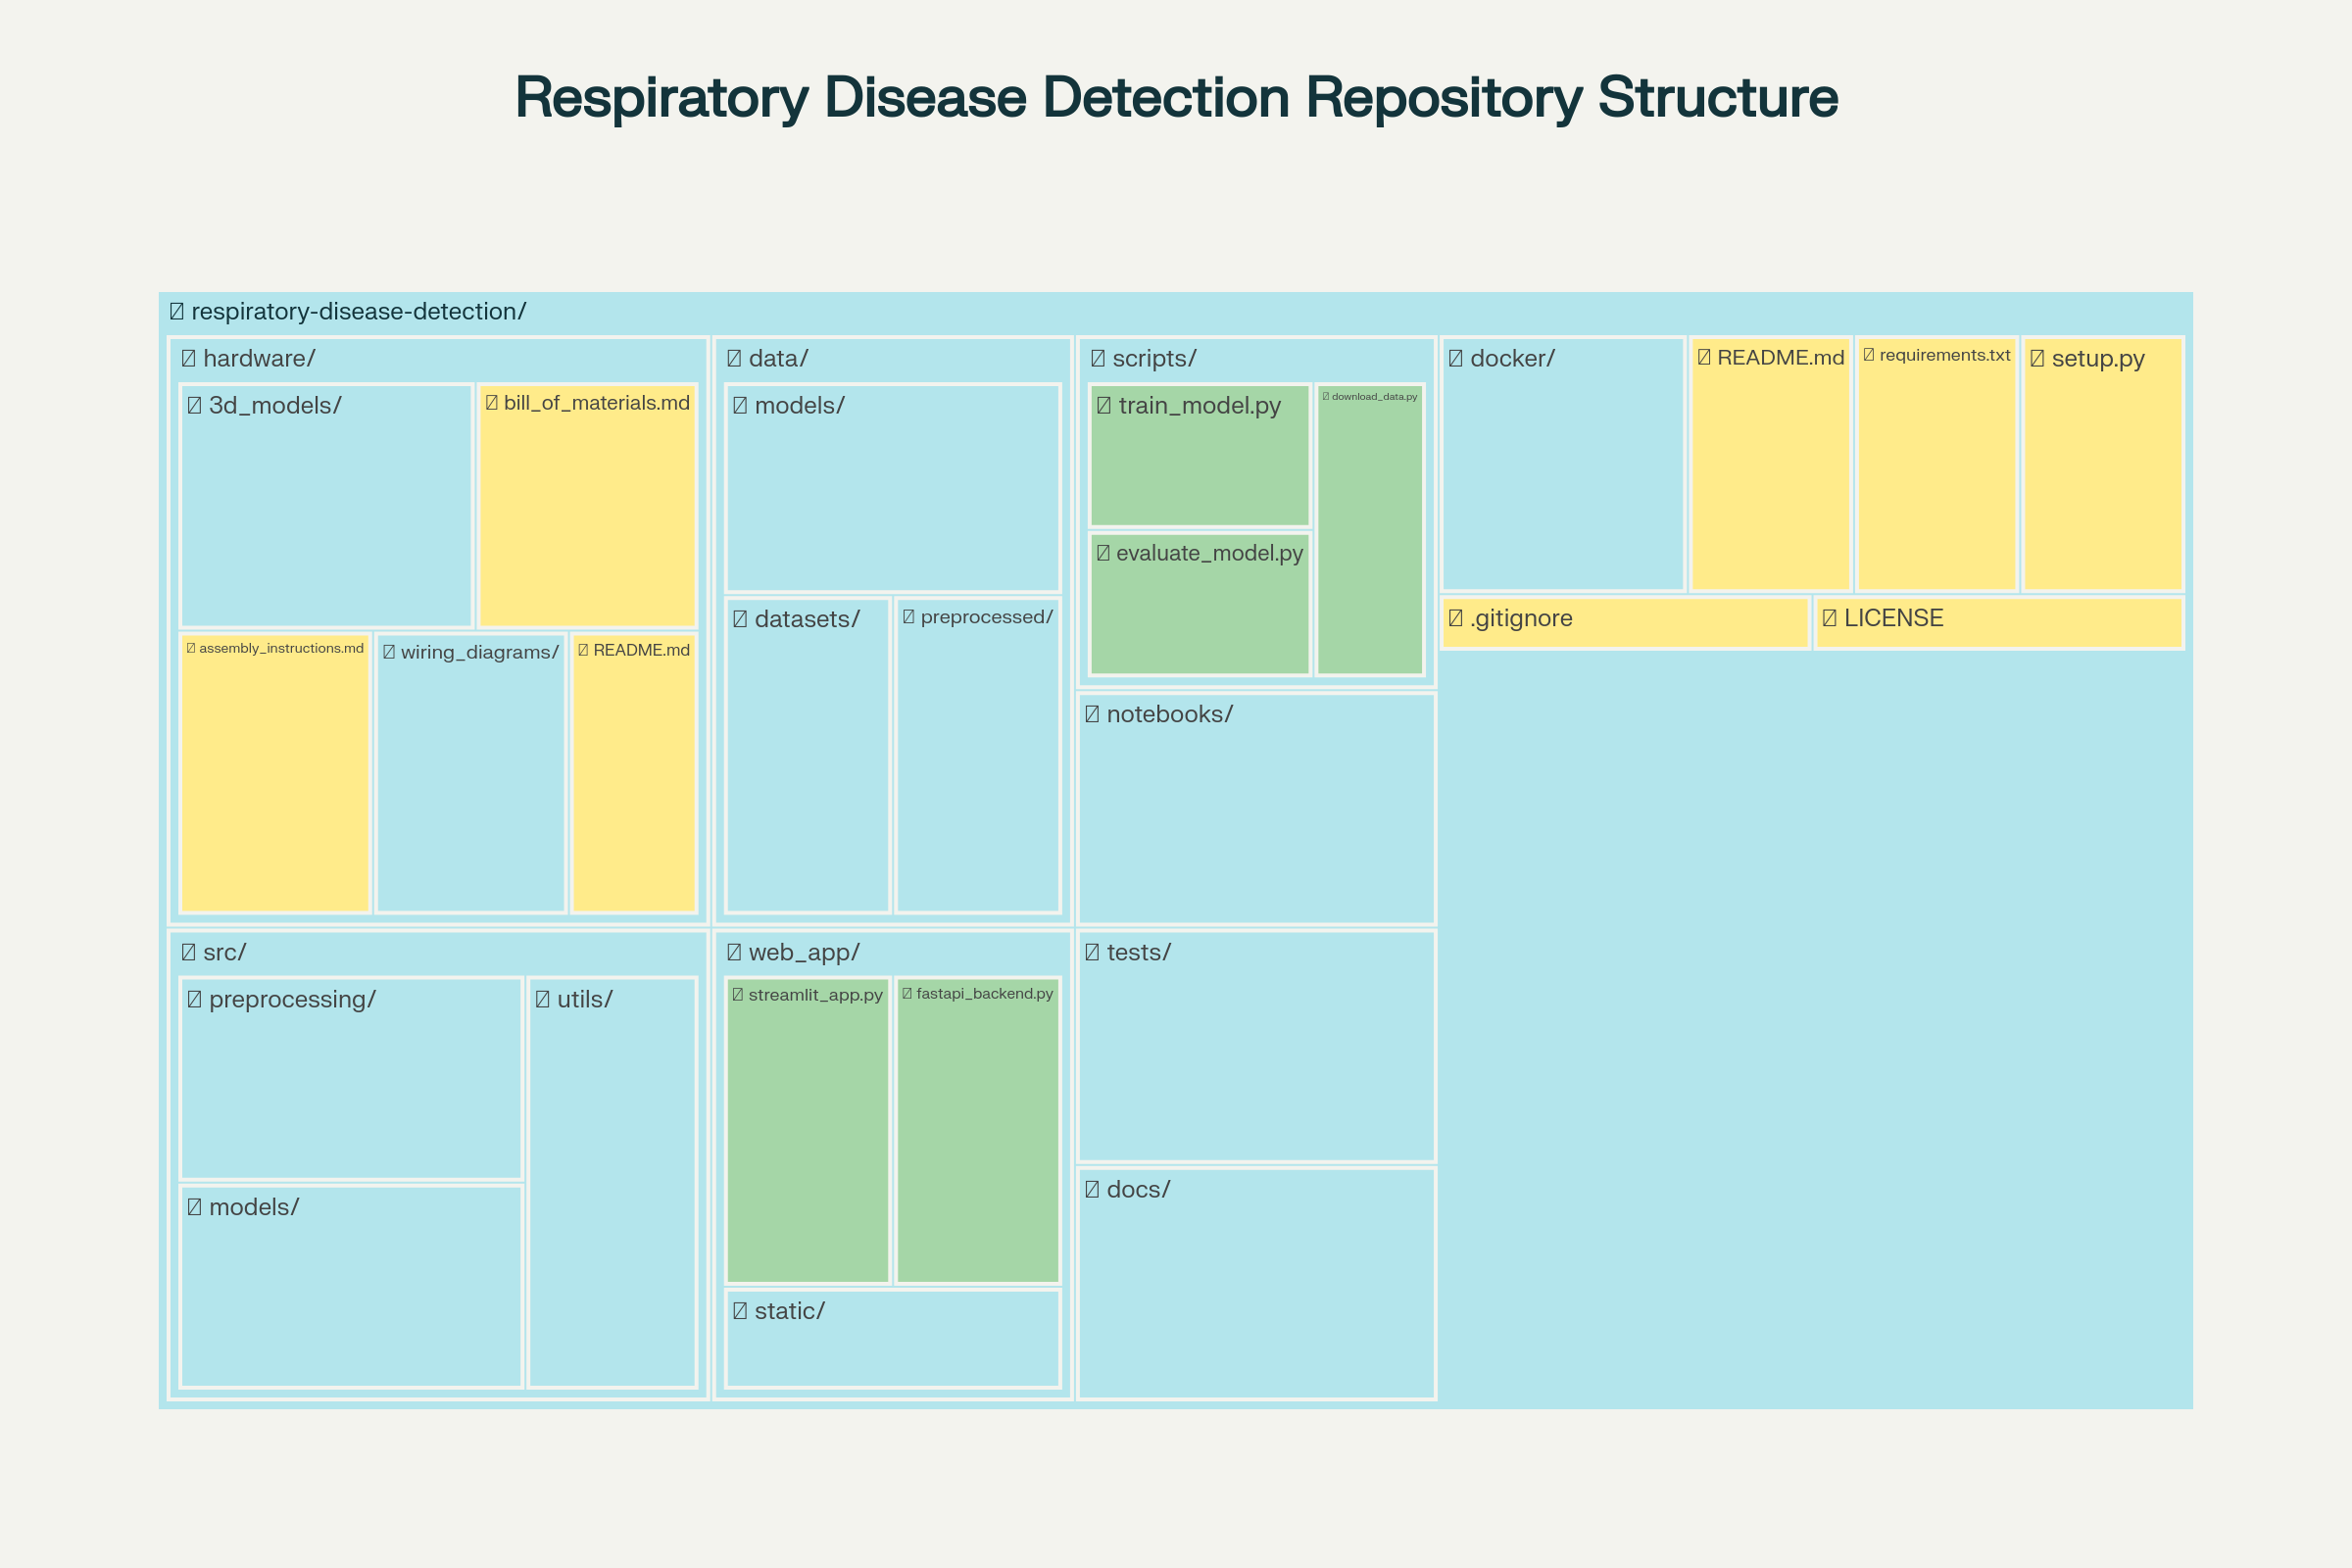 Respiratory Disease Detection Repository Structure
respiratory-disease-detection/
hardware/
3d_models/
bill_of_materials.md
assembly_instructions.md
wiring_diagrams/
README.md
src/
preprocessing/
utils/
models/
data/
models/
datasets/
preprocessed/
web_app/
streamlit_app.py
fastapi_backend.py
static/
scripts/
train_model.py
download_data.py
evaluate_model.py
notebooks/
tests/
docs/
docker/
README.md
requirements.txt
setup.py
.gitignore
LICENSE